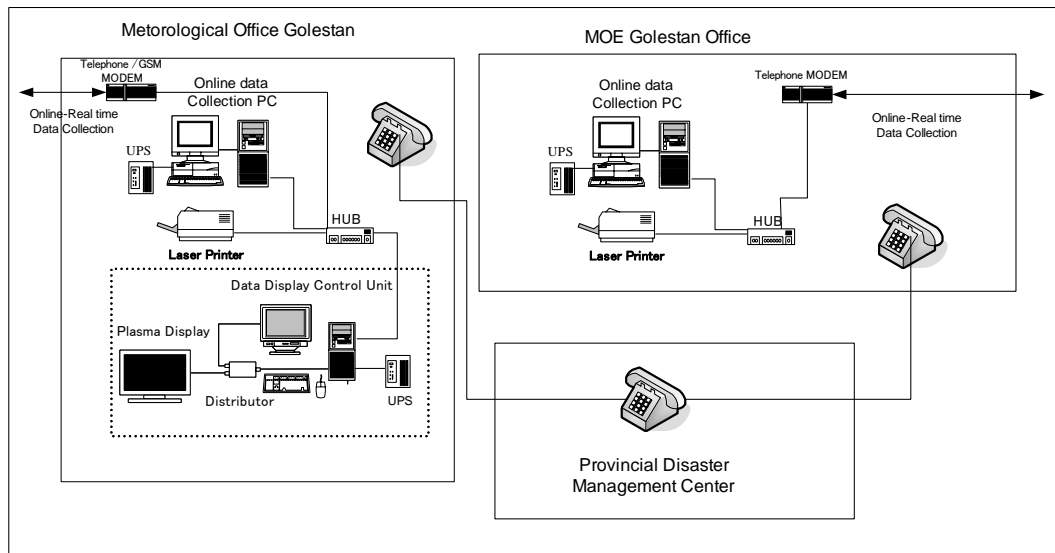 Metorological Office Golestan
Telephone /GSM
MODEM
Online data
Collection PC
Online-Real time
Data Collection
UPS
HUB
Laser Printer
Data Display Control Unit
Plasma Display
Distributor
UPS
MOE Golestan Office
Telephone MODEM
Online data
Collection PC
Online-Real time
Data Collection
UPS
HUB
Laser Printer
Provincial Disaster
Management Center